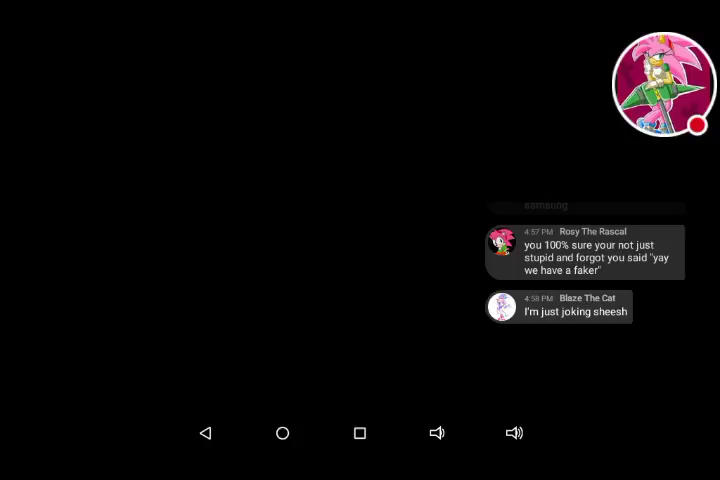 samsung
4:57 PM Rosy The Rascal
you 100% sure your not just
stupid and forgot you said "yay
we have a faker"
4:58 PM Blaze The Cat
I'm just joking sheesh